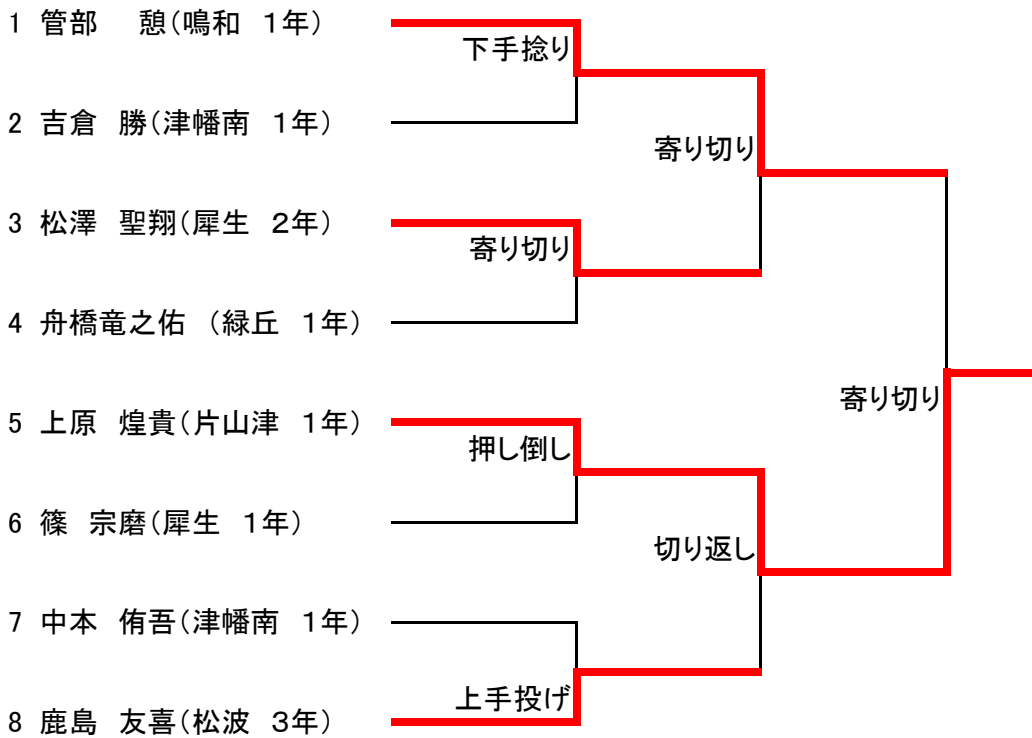 1 管部　憩(鳴和 1年)
下手捻り
2 吉倉 勝(津幡南 1年)
寄り切り
3 松澤 聖翔(犀生 2年)
寄り切り
4 舟橋竜之佑 (緑丘 1年)
寄り切り
5 上原 煌貴(片山津 1年)
押し倒し
6 篠 宗磨(犀生 1年)
切り返し
7 中本 侑吾(津幡南 1年)
上手投げ
8 鹿島 友喜(松波 3年)